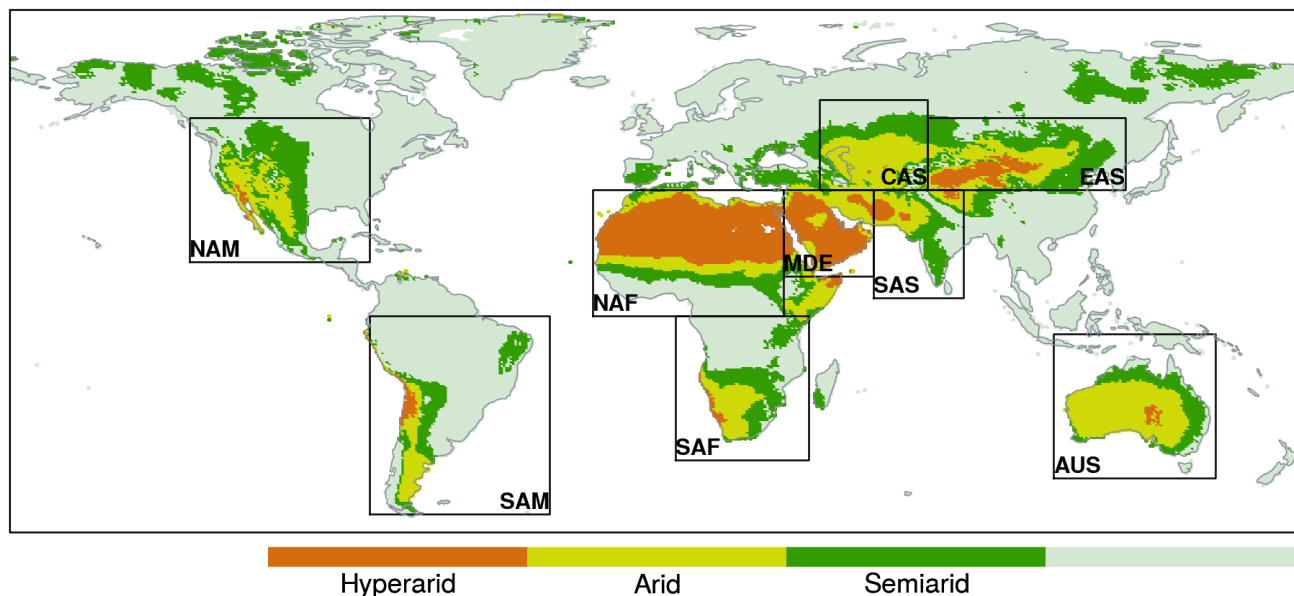 CAS
EAS
NAM
MDE
SAS
NAF
SAF
AUS
SAM
Hyperarid Arid Semiarid